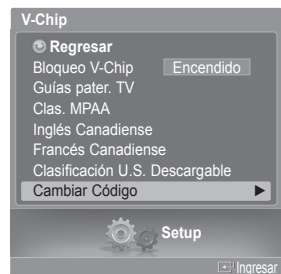 V-Chip
Regresar
Bloqueo V-Chip Encendido
Guías pater. TV
Clas. MPAA
Inglés Canadiense
Francés Canadiense
Clasificación U.S. Descargable
Cambiar Código
Setup
Ingresar